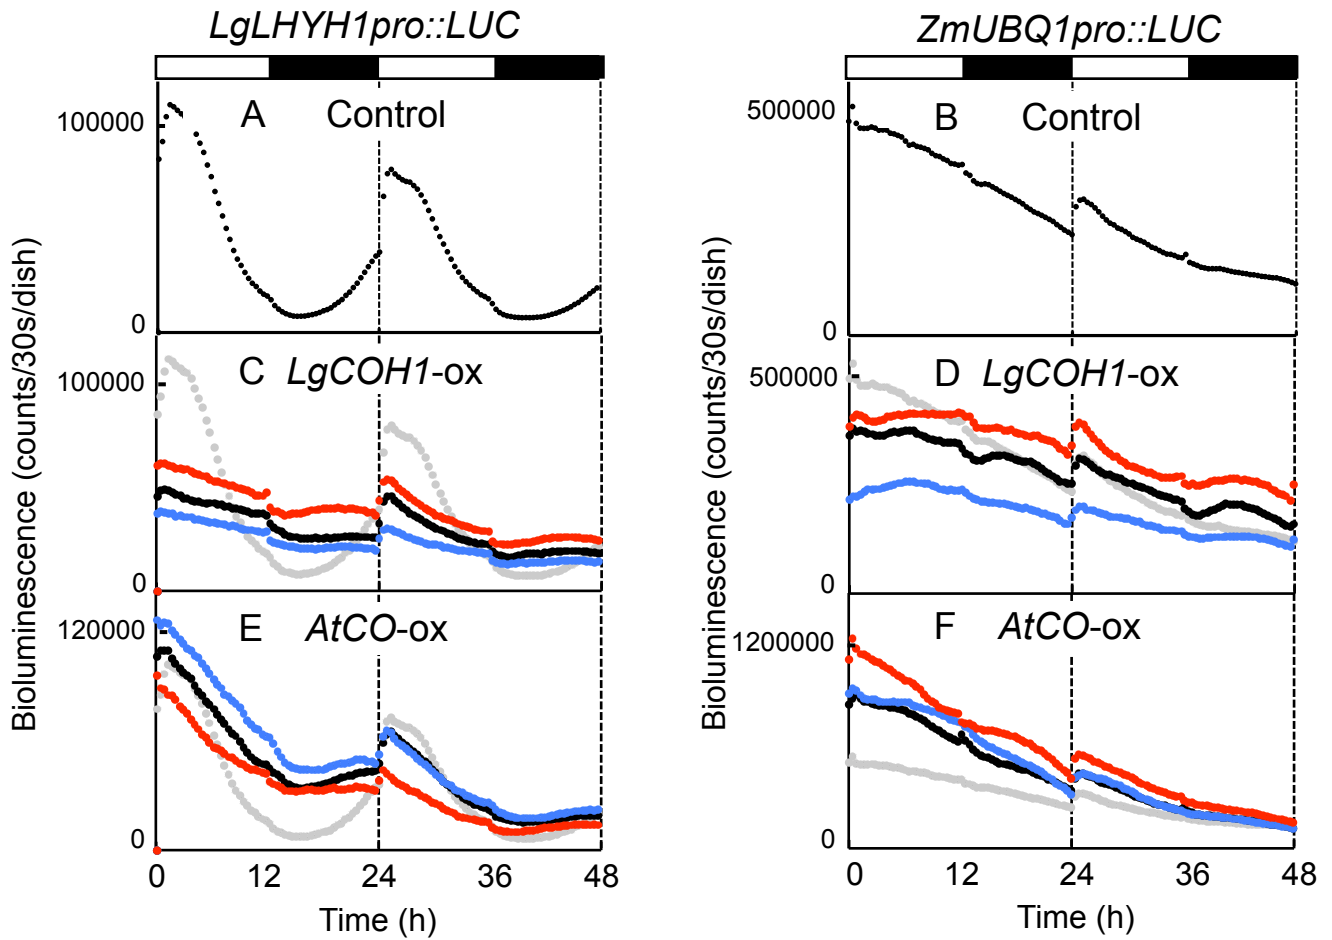 LgLHYH1pro::LUC
ZmUBQ1pro::LUC
A Control
100000
0
B Control
500000
0
C LgCOH1-ox
100000
0
D LgCOH1-ox
500000
0
E AtCO-ox
120000
0
F AtCO-ox
1200000
0
Bioluminescence (counts/30s/dish)
Bioluminescence (counts/30s/dish)
0 12 24 36 48
Time (h)
0 12 24 36 48
Time (h)